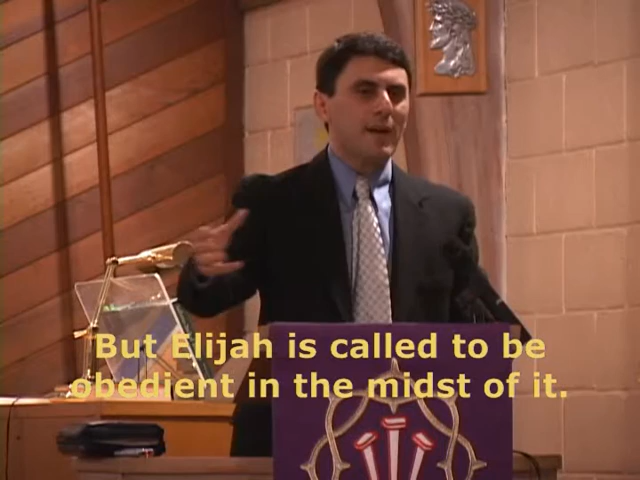 But Elijah is called to be
obedient in the midst of it.